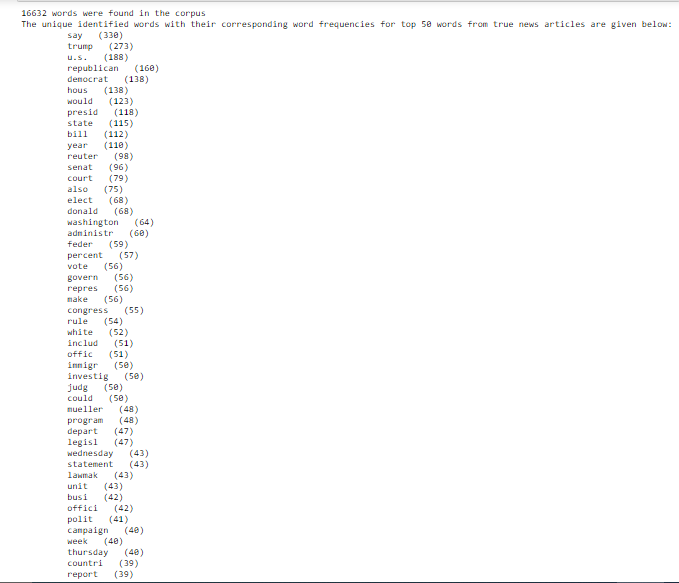 16632 words were found in the corpus
The unique identified words with their corresponding word frequencies for top 50 words from true news articles are given below:
say (330)
trump (273)
u.s. (188)
republican (160)
democrat (138)
hous (138)
would (123)
presid (118)
state (115)
bill (112)
year (110)
reuter (98)
senat (96)
court (79)
also (75)
elect (68)
donald (68)
washington (64)
administr (60)
feder (59)
percent (57)
vote (56)
govern (56)
repres (56)
make (56)
congress (55)
rule (54)
white (52)
includ (51)
offic (51)
immigr (50)
investig (50)
judg (50)
could (50)
mueller (48)
program (48)
depart (47)
legisl (47)
wednesday (43)
statement (43)
lawmak (43)
unit (43)
busi (42)
offici (42)
polit (41)
campaign (40)
week (40)
thursday (40)
countri (39)
report (39)